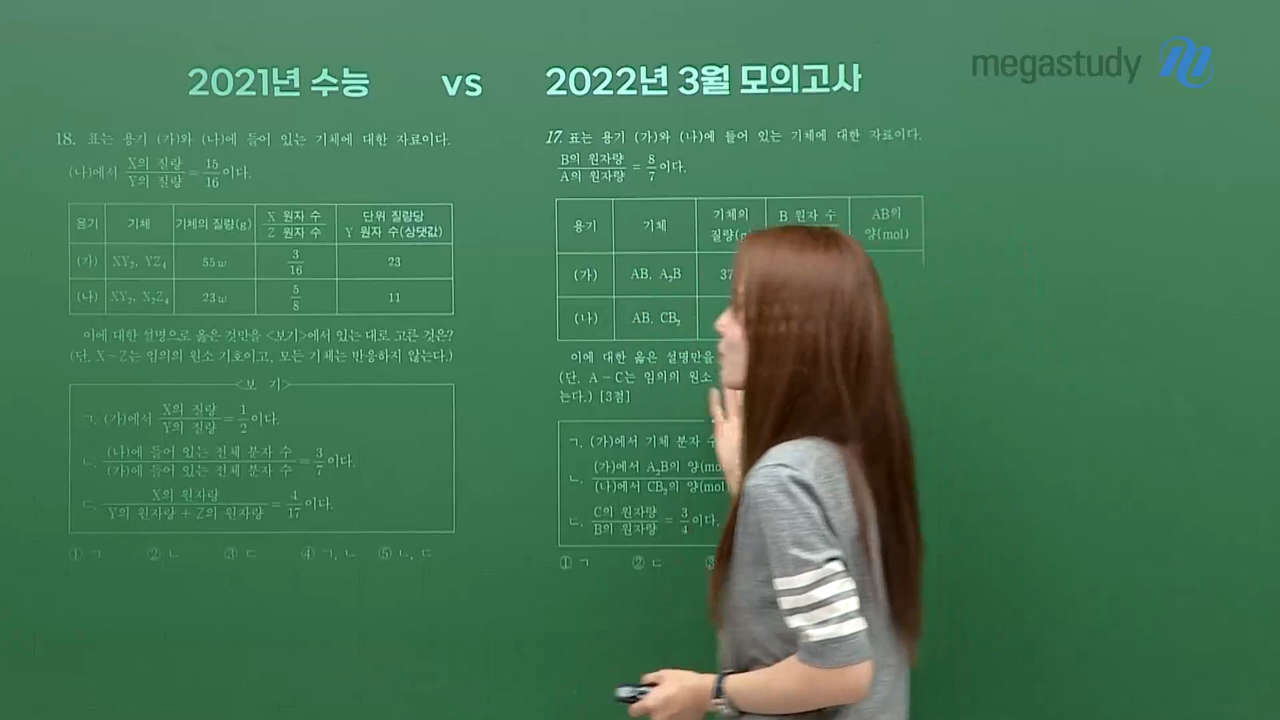 2021년 수능 vs 2022년 3월 모의고사
megastudy
18. 표는 용기 (가)와 (나)에 들어 있는 기체에 대한 자료이다.
(나)에서 X의 질량/Y의 질량 = 15/16이다.
용기 기체 기체의 질량(g) X 원자 수/Z 원자 수 단위 질량당 Y 원자 수(상댓값)
(가) XY₂, YZ₄ 55w 3/16 23
(나) XY₂, X₂Z₄ 23w 5/8 11
이에 대한 설명으로 옳은 것만을 <보기>에서 있는 대로 고른 것은?
(단, X~Z는 임의의 원소 기호이고, 모든 기체는 반응하지 않는다.)
<보 기>
ㄱ. (가)에서 X의 질량/Y의 질량 = 1/2이다.
ㄴ. (나)에 들어 있는 전체 분자 수/(가)에 들어 있는 전체 분자 수 = 3/7이다.
ㄷ. X의 원자량/Y의 원자량 + Z의 원자량 = 4/17이다.
① ㄱ ② ㄴ ③ ㄷ ④ ㄱ, ㄴ ⑤ ㄴ, ㄷ
17. 표는 용기 (가)와 (나)에 들어 있는 기체에 대한 자료이다.
B의 원자량/A의 원자량 = 8/7이다.
용기 기체 기체의 질량(g) B 원자 수 AB의 양(mol)
(가) AB, A₂B 37
(나) AB, CB₂
이에 대한 옳은 설명만을
(단, A~C는 임의의 원소
는다.) [3점]
ㄱ. (가)에서 기체 분자 수
ㄴ. (가)에서 A₂B의 양(mol/(나)에서 CB₂의 양(mol
ㄷ. C의 원자량/B의 원자량 = 3/4이다.
① ㄱ ② ㄷ